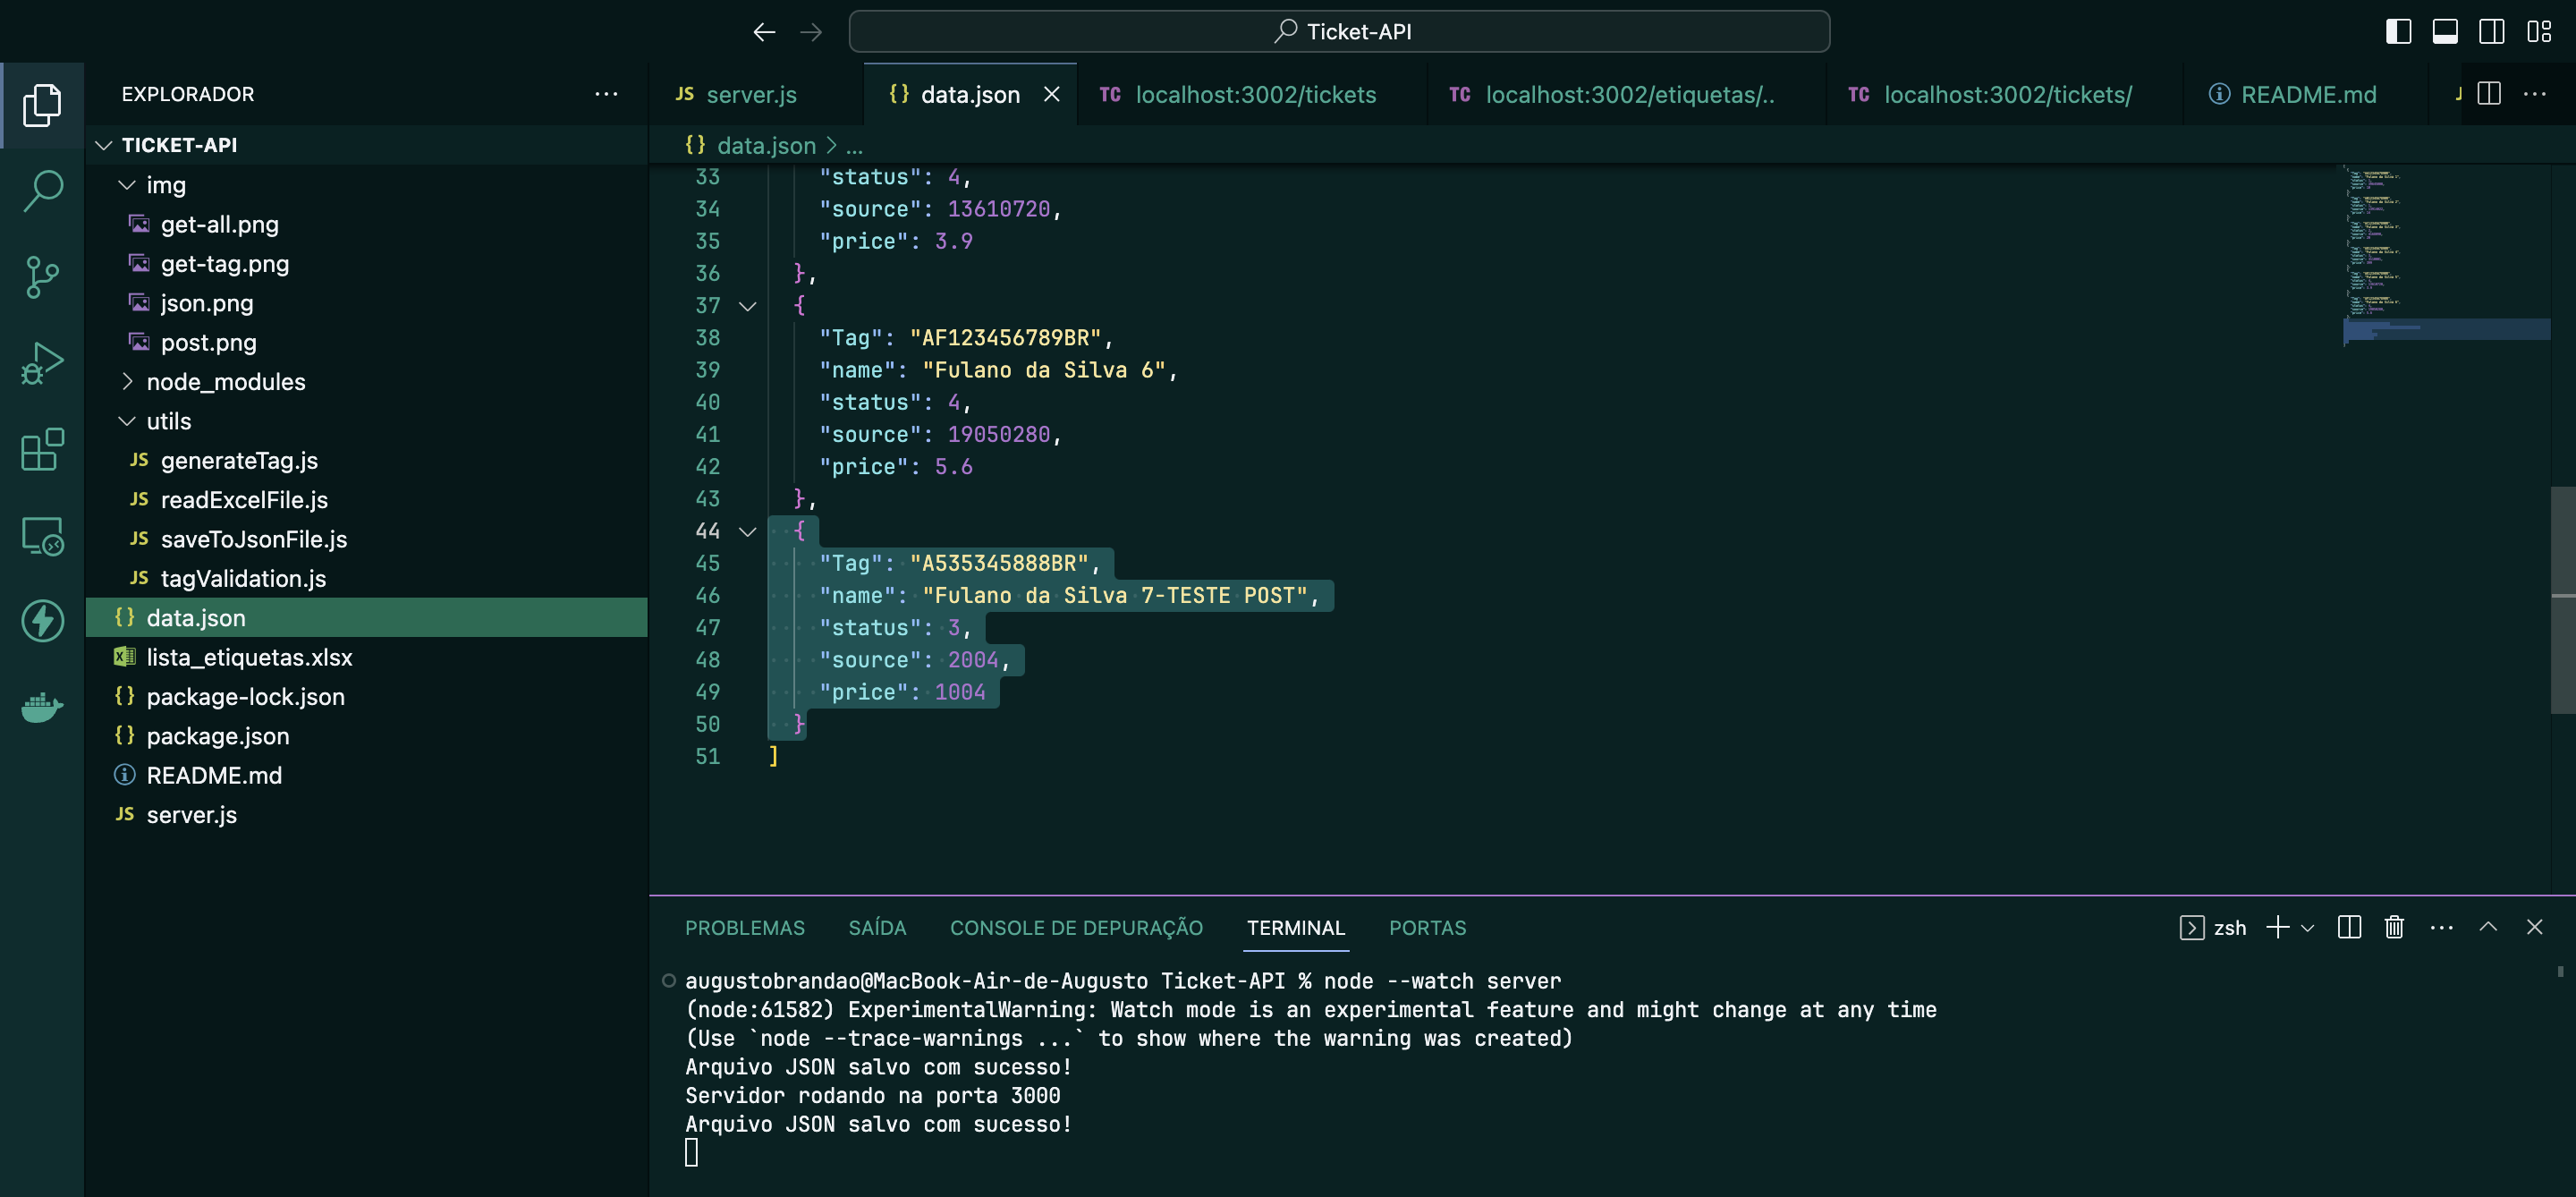 Ticket-API
EXPLORADOR
TICKET-API
img
get-all.png
get-tag.png
json.png
post.png
node_modules
utils
JS generateTag.js
JS readExcelFile.js
JS saveToJsonFile.js
JS tagValidation.js
{} data.json
lista_etiquetas.xlsx
{} package-lock.json
{} package.json
README.md
JS server.js
JS server.js
{} data.json
TC localhost:3002/tickets
TC localhost:3002/etiquetas/..
TC localhost:3002/tickets/
README.md
{} data.json > ...
33 "status": 4,
34 "source": 13610720,
35 "price": 3.9
36 },
37 {
38 "Tag": "AF123456789BR",
39 "name": "Fulano da Silva 6",
40 "status": 4,
41 "source": 19050280,
42 "price": 5.6
43 },
44 {
45 "Tag": "A535345888BR",
46 "name": "Fulano da Silva 7-TESTE POST",
47 "status": 3,
48 "source": 2004,
49 "price": 1004
50 }
51 ]
PROBLEMAS SAÍDA CONSOLE DE DEPURAÇÃO TERMINAL PORTAS
zsh
augustobrandao@MacBook-Air-de-Augusto Ticket-API % node --watch server
(node:61582) ExperimentalWarning: Watch mode is an experimental feature and might change at any time
(Use `node --trace-warnings ...` to show where the warning was created)
Arquivo JSON salvo com sucesso!
Servidor rodando na porta 3000
Arquivo JSON salvo com sucesso!